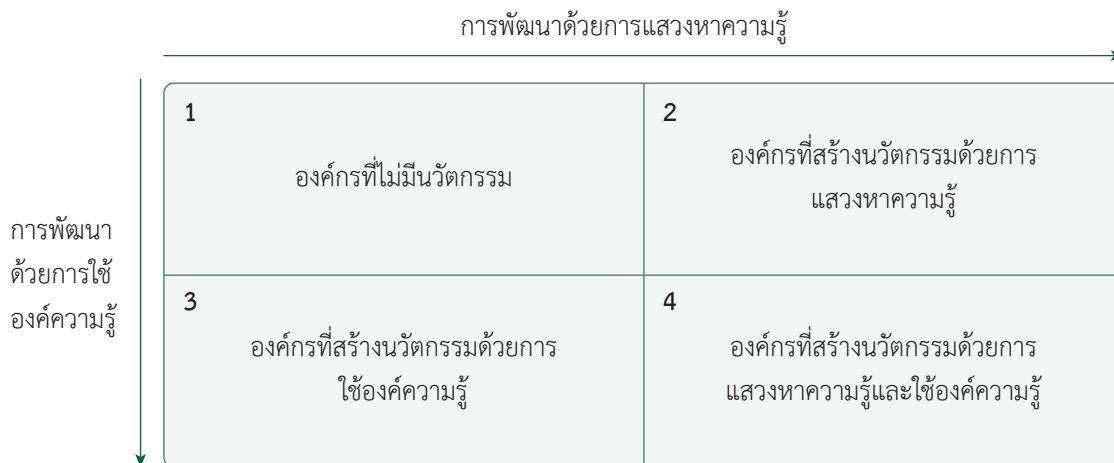 การพัฒนาด้วยการแสวงหาความรู้
1
องค์กรที่ไม่มีนวัตกรรม
2
องค์กรที่สร้างนวัตกรรมด้วยการ
แสวงหาความรู้
การพัฒนา
ด้วยการใช้
องค์ความรู้
3
องค์กรที่สร้างนวัตกรรมด้วยการ
ใช้องค์ความรู้
4
องค์กรที่สร้างนวัตกรรมด้วยการ
แสวงหาความรู้และใช้องค์ความรู้